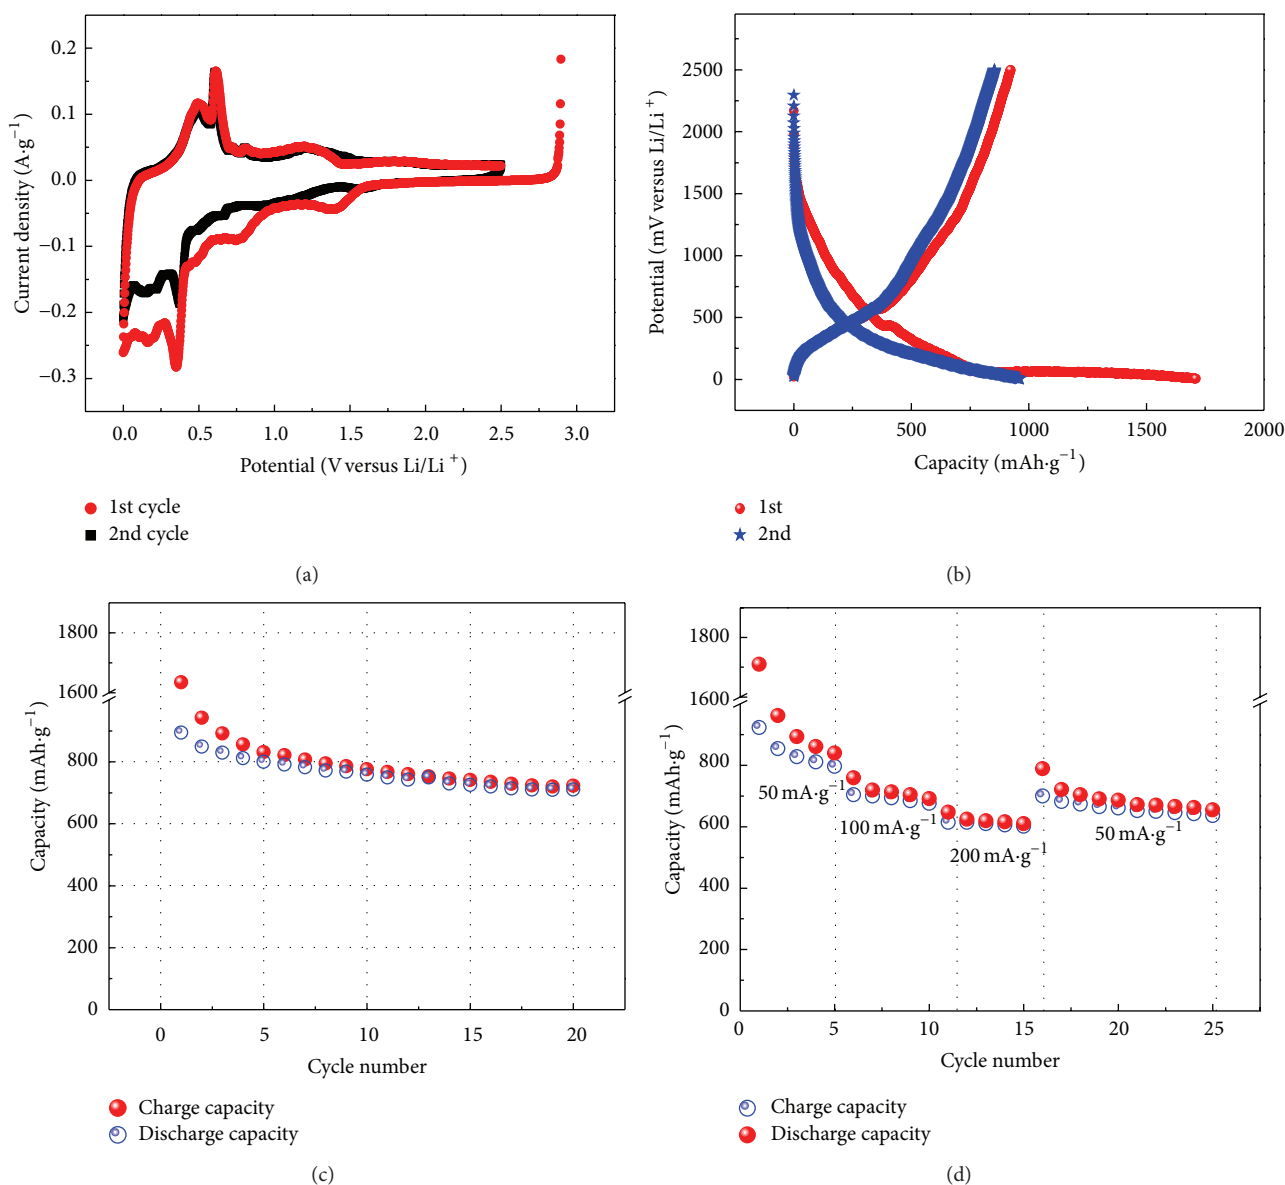 0.2
0.1
0.0
−0.1
−0.2
−0.3
Current density (A·g−1)
0.0 0.5 1.0 1.5 2.0 2.5 3.0
Potential (V versus Li/Li +)
1st cycle
2nd cycle
(a)
2500
2000
1500
1000
500
0
Potential (mV versus Li/Li +)
0 500 1000 1500 2000
Capacity (mAh·g−1)
1st
2nd
(b)
1800
1600
800
600
400
200
0
Capacity (mAh·g−1)
0 5 10 15 20
Cycle number
Charge capacity
Discharge capacity
(c)
1800
1600
800
600
400
200
0
Capacity (mAh·g−1)
50 mA·g−1
100 mA·g−1
200 mA·g−1
50 mA·g−1
0 5 10 15 20 25
Cycle number
Charge capacity
Discharge capacity
(d)